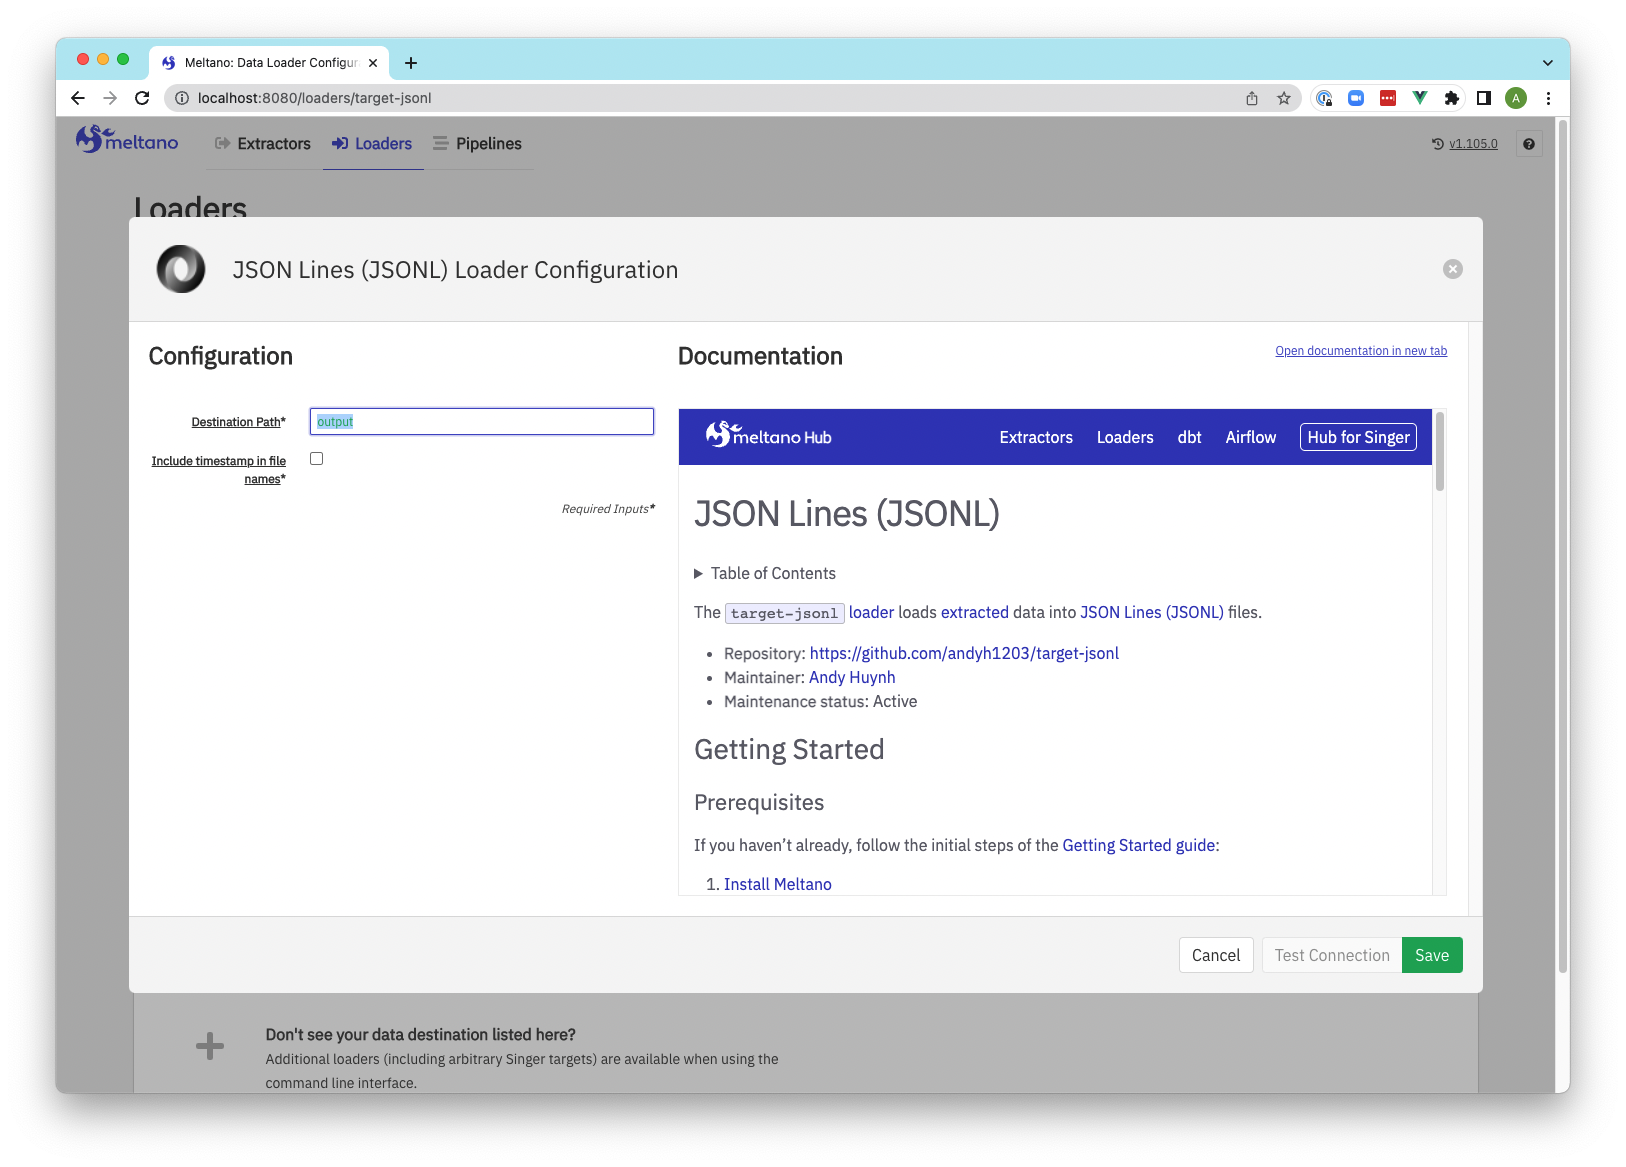 Meltano: Data Loader Configur
localhost:8080/loaders/target-jsonl
A
meltano
Extractors
Loaders
Pipelines
v1.105.0
Loaders
JSON Lines (JSONL) Loader Configuration
Configuration
Documentation
Open documentation in new tab
Destination Path*
output
Include timestamp in file
names*
Required Inputs*
meltano Hub
Extractors
Loaders
dbt
Airflow
Hub for Singer
JSON Lines (JSONL)
Table of Contents
The target-jsonl loader loads extracted data into JSON Lines (JSONL) files.
Repository: https://github.com/andyh1203/target-jsonl
Maintainer: Andy Huynh
Maintenance status: Active
Getting Started
Prerequisites
If you haven’t already, follow the initial steps of the Getting Started guide:
1. Install Meltano
Cancel
Test Connection
Save
Don't see your data destination listed here?
Additional loaders (including arbitrary Singer targets) are available when using the
command line interface.